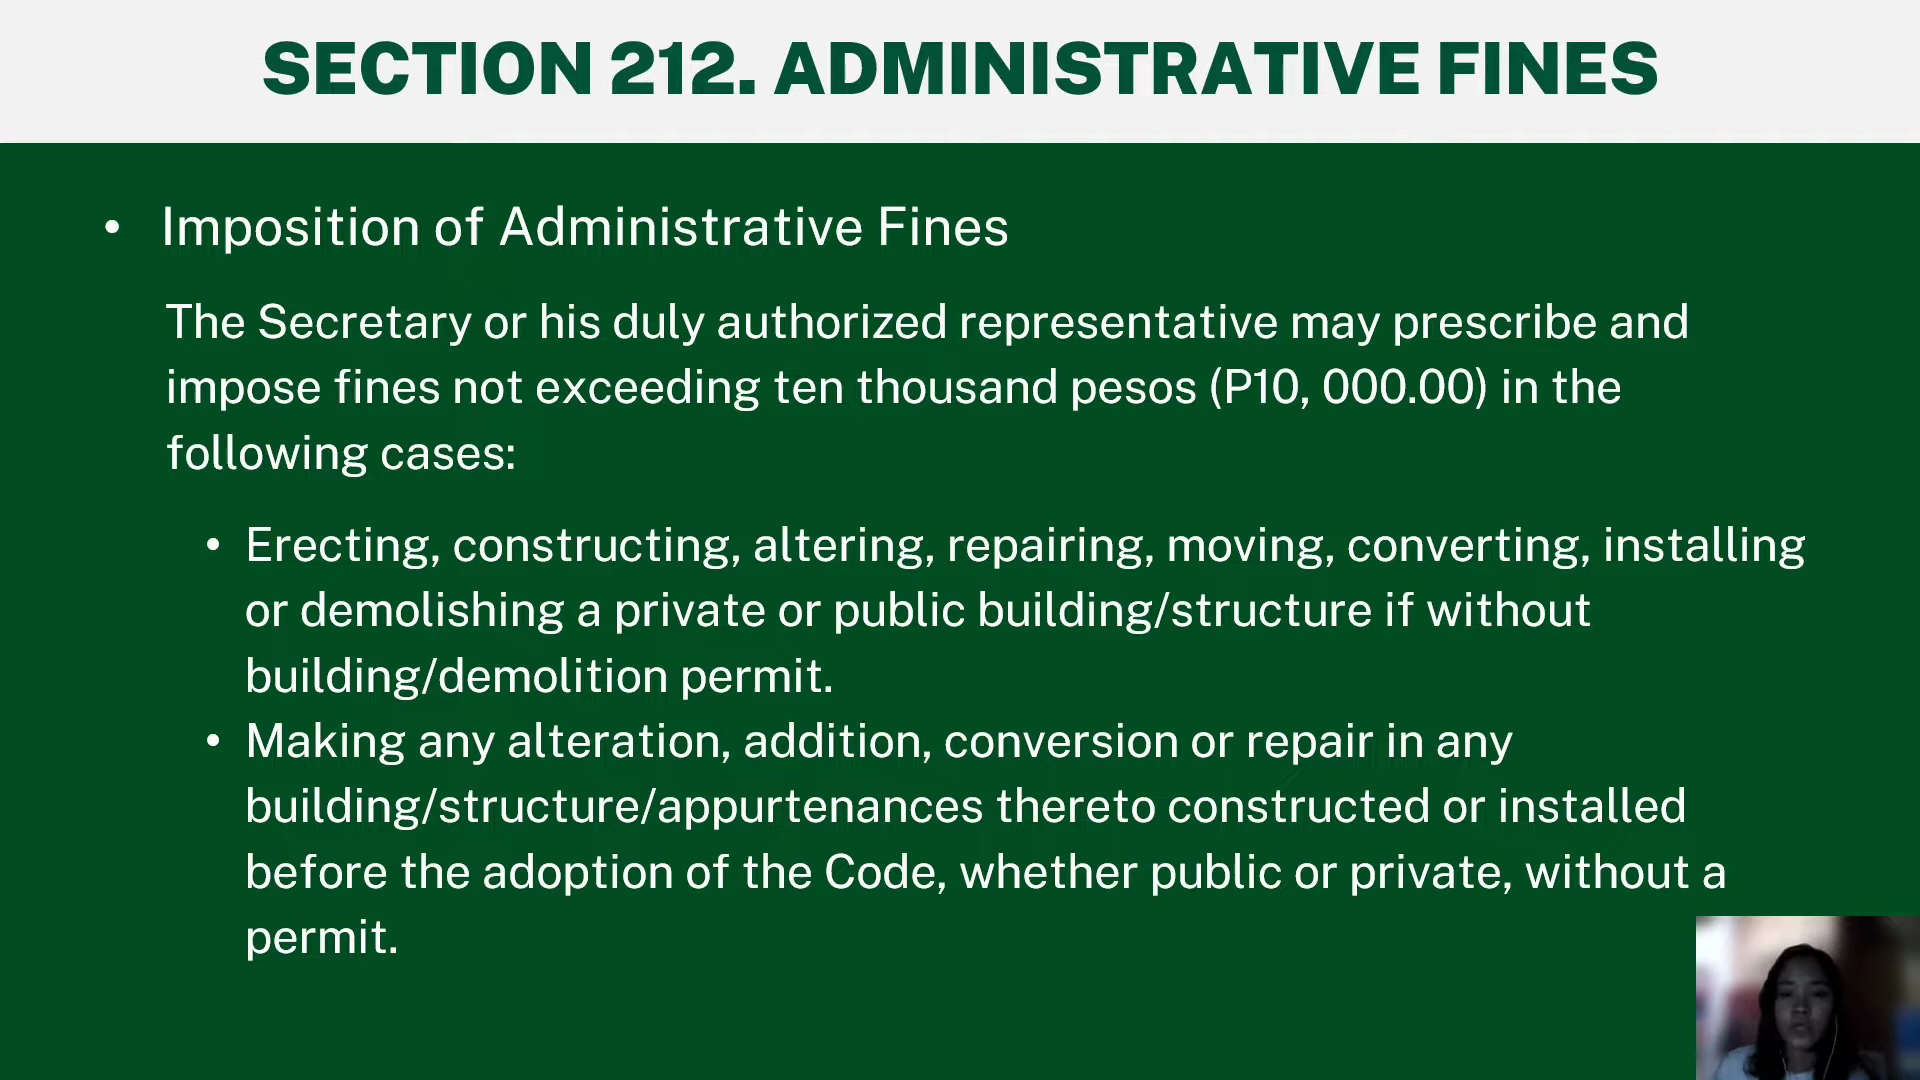 SECTION 212. ADMINISTRATIVE FINES
• Imposition of Administrative Fines
The Secretary or his duly authorized representative may prescribe and
impose fines not exceeding ten thousand pesos (P10, 000.00) in the
following cases:
• Erecting, constructing, altering, repairing, moving, converting, installing
or demolishing a private or public building/structure if without
building/demolition permit.
• Making any alteration, addition, conversion or repair in any
building/structure/appurtenances thereto constructed or installed
before the adoption of the Code, whether public or private, without a
permit.